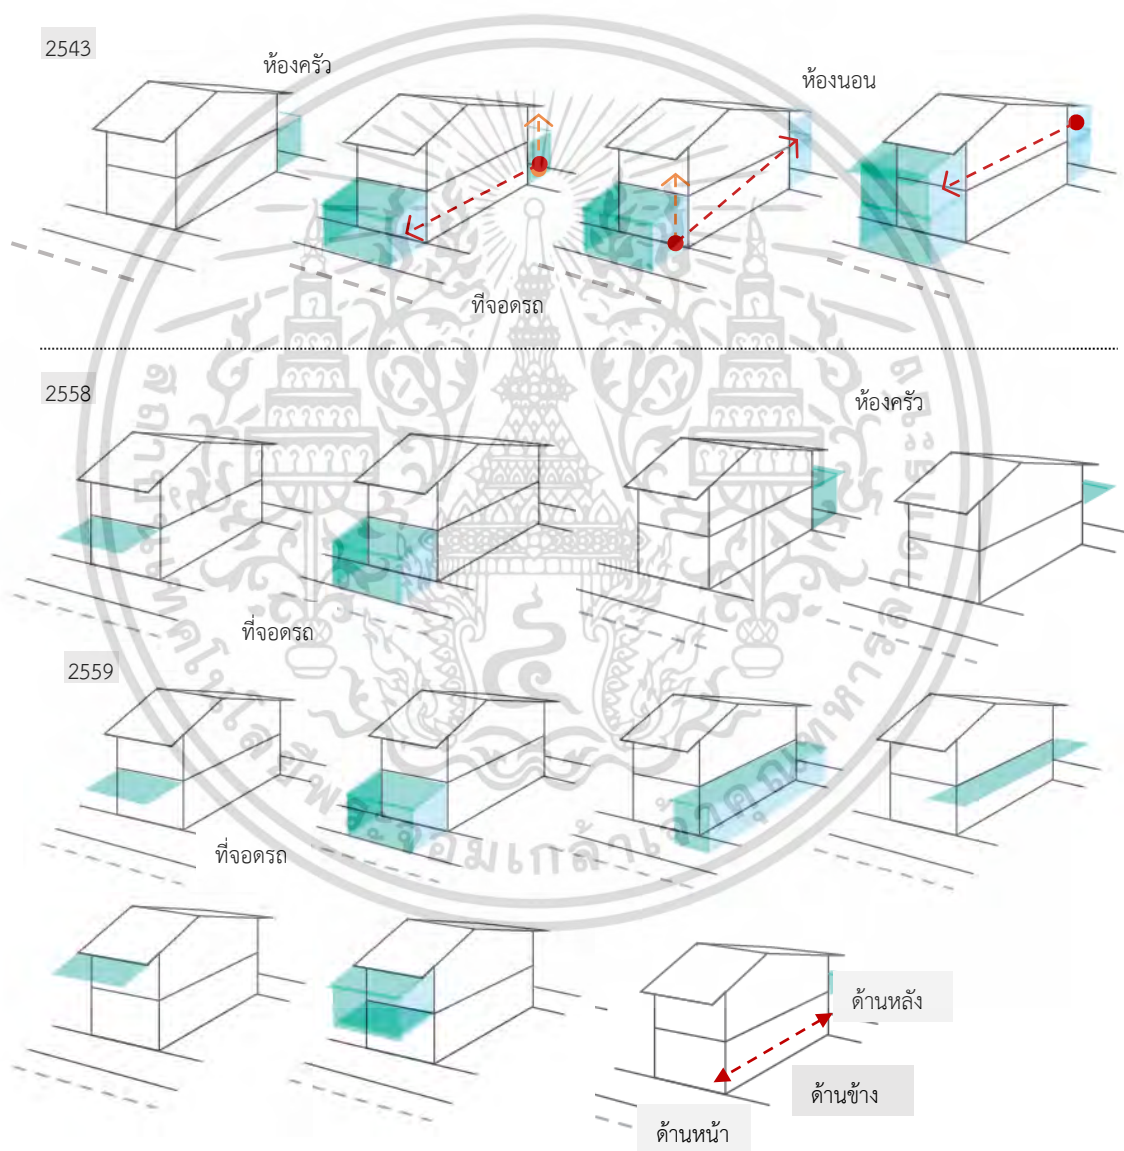 2543
ห้องครัว
ห้องนอน
ที่จอดรถ
2558
ห้องครัว
ที่จอดรถ
2559
ที่จอดรถ
ด้านหลัง
ด้านข้าง
ด้านหน้า